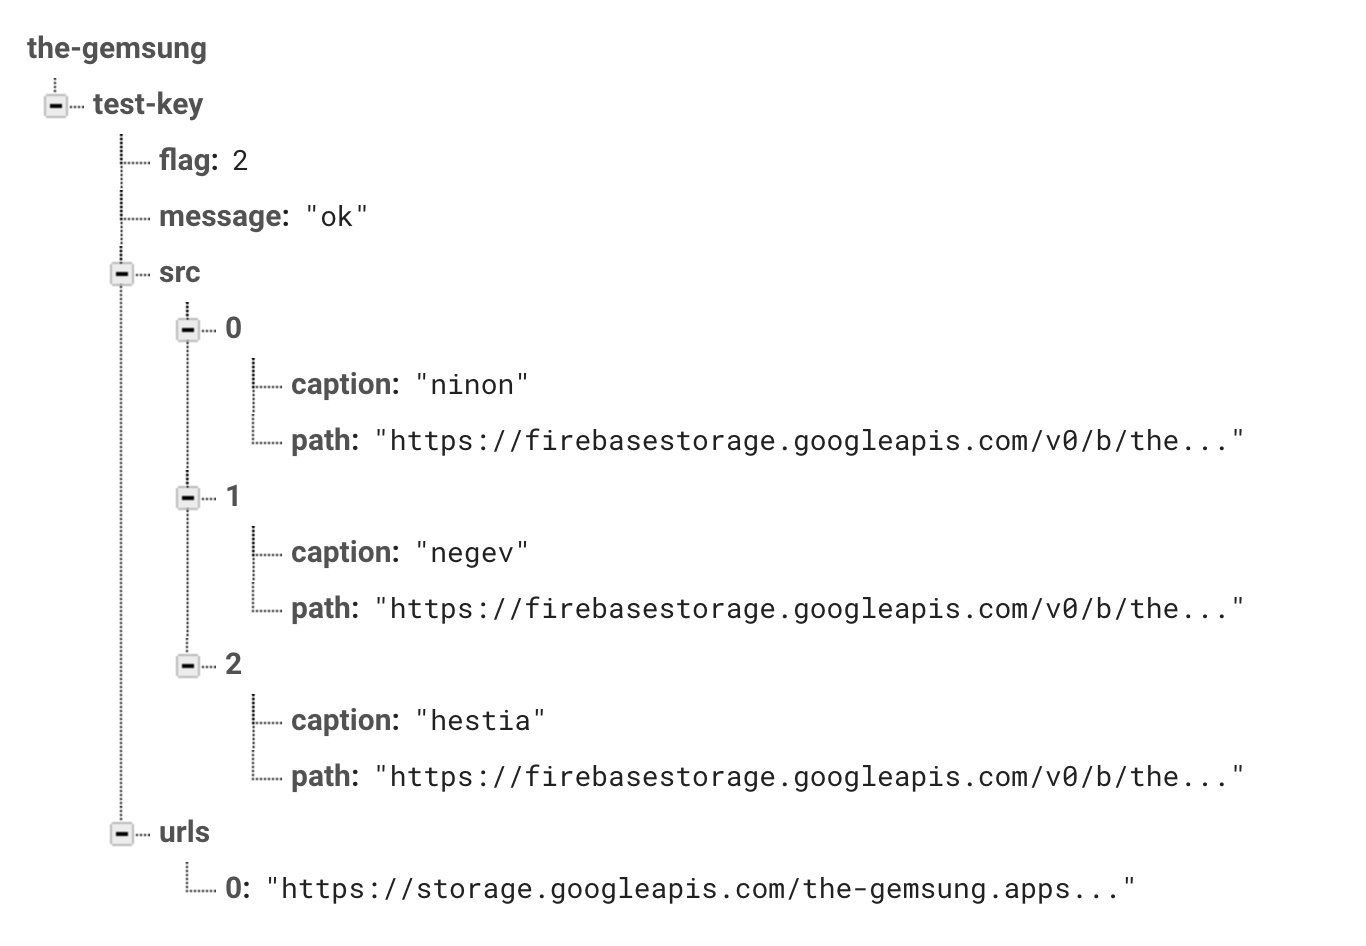 the-gemsung
test-key
flag: 2
message: "ok"
src
0
caption: "ninon"
path: "https://firebasestorage.googleapis.com/v0/b/the..."
1
caption: "negev"
path: "https://firebasestorage.googleapis.com/v0/b/the..."
2
caption: "hestia"
path: "https://firebasestorage.googleapis.com/v0/b/the..."
urls
0: "https://storage.googleapis.com/the-gemsung.apps..."